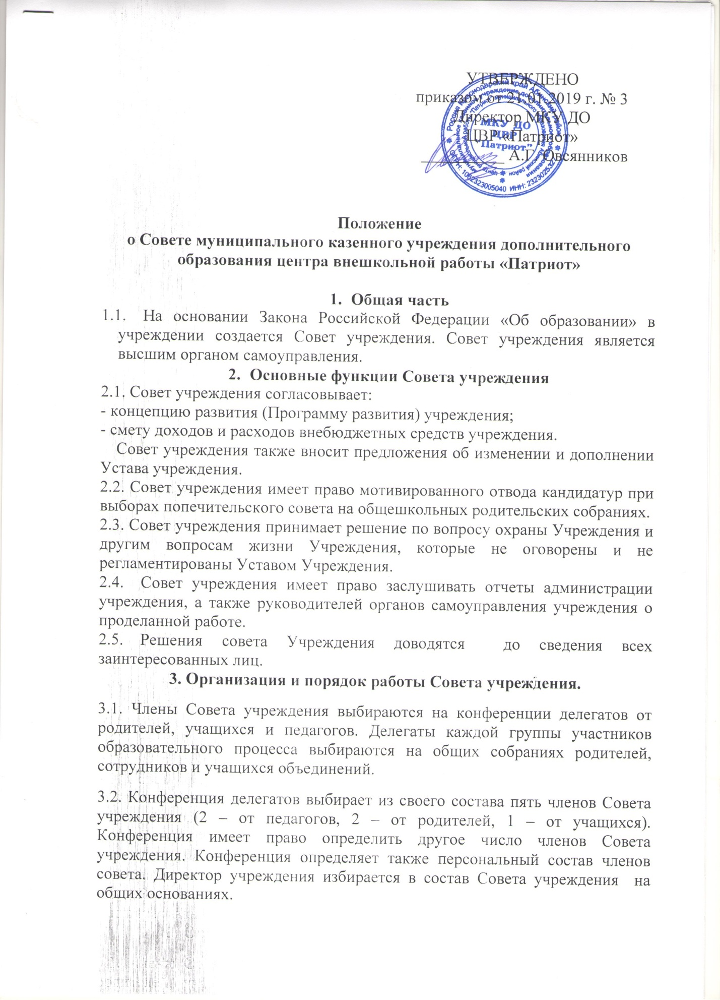 УТВЕРЖДЕНО
приказом от 21.01.2019 г. № 3
Директор МКУ ДО
ЦВР «Патриот»
__________ А.Г. Овсянников
Россия Краснодарский край Абинский район
ОГРН: 1062323005040 ИНН:
МКУ ДО
ЦВР
"Патриот"
Положение
о Совете муниципального казенного учреждения дополнительного
образования центра внешкольной работы «Патриот»
1. Общая часть
1.1. На основании Закона Российской Федерации «Об образовании» в
учреждении создается Совет учреждения. Совет учреждения является
высшим органом самоуправления.
2. Основные функции Совета учреждения
2.1. Совет учреждения согласовывает:
- концепцию развития (Программу развития) учреждения;
- смету доходов и расходов внебюджетных средств учреждения.
Совет учреждения также вносит предложения об изменении и дополнении
Устава учреждения.
2.2. Совет учреждения имеет право мотивированного отвода кандидатур при
выборах попечительского совета на общешкольных родительских собраниях.
2.3. Совет учреждения принимает решение по вопросу охраны Учреждения и
другим вопросам жизни Учреждения, которые не оговорены и не
регламентированы Уставом Учреждения.
2.4. Совет учреждения имеет право заслушивать отчеты администрации
учреждения, а также руководителей органов самоуправления учреждения о
проделанной работе.
2.5. Решения совета Учреждения доводятся до сведения всех
заинтересованных лиц.
3. Организация и порядок работы Совета учреждения.
3.1. Члены Совета учреждения выбираются на конференции делегатов от
родителей, учащихся и педагогов. Делегаты каждой группы участников
образовательного процесса выбираются на общих собраниях родителей,
сотрудников и учащихся объединений.
3.2. Конференция делегатов выбирает из своего состава пять членов Совета
учреждения (2 – от педагогов, 2 – от родителей, 1 – от учащихся).
Конференция имеет право определить другое число членов Совета
учреждения. Конференция определяет также персональный состав членов
совета. Директор учреждения избирается в состав Совета учреждения на
общих основаниях.